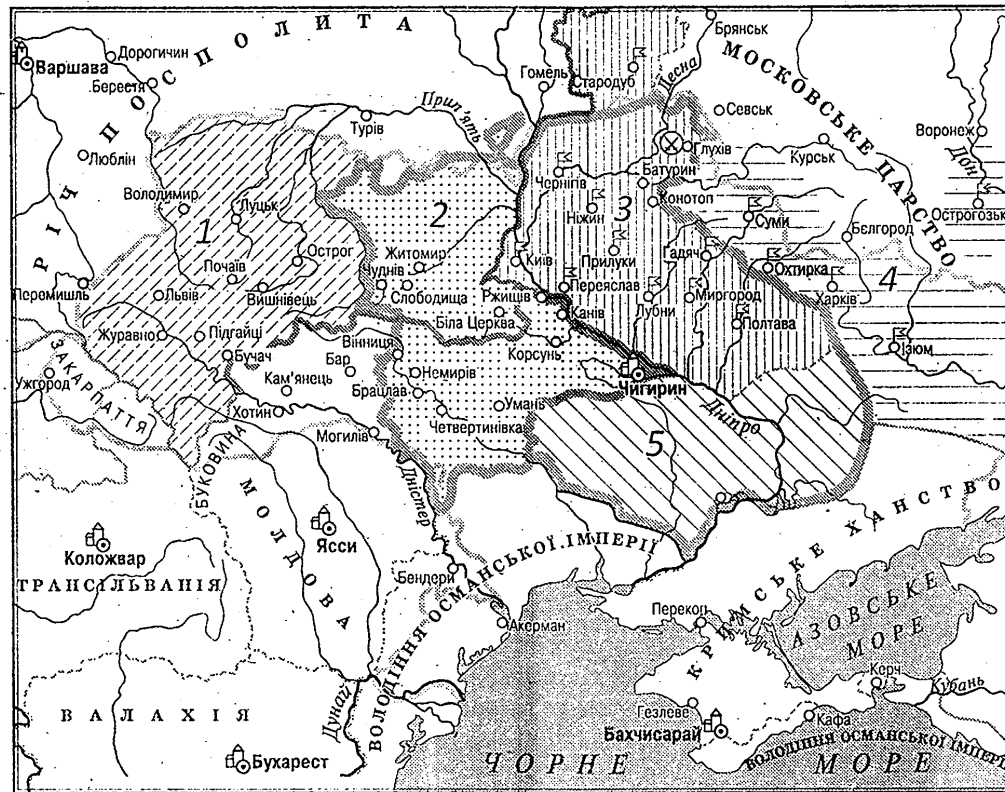 РІЧ ПОСПОЛИТА
Варшава
Дорогичин
Берестя
Люблін
Турів
Прип'ять
Гомель
Стародуб
Десна
Брянськ
МОСКОВСЬКЕ ЦАРСТВО
Севськ
Глухів
Курськ
Воронеж
Дон
Острогозьк
Володимир
Луцьк
1
Острог
Почаїв
Вишнівець
Львів
Перемишль
Журавно
Підгайці
Бучач
2
Житомир
Чуднів
Слободища
Біла Церква
Ржищів
Київ
Чернігів
Батурин
Конотоп
Ніжин
3
Прилуки
Переяслав
Канів
Корсунь
Лубни
Гадяч
Миргород
Полтава
Суми
Охтирка
Бєлгород
Харків
4
Ізюм
Вінниця
Бар
Немирів
Брацлав
Кам'янець
Умань
Четвертинівка
Чигирин
Дніпро
5
ЗАКАРПАТТЯ
Ужгород
Хотин
Могилів
БУКОВИНА
МОЛДОВА
Дністер
Ясси
Коложвар
ТРАНСІЛЬВАНІЯ
Бендери
Акерман
ВОЛОДІННЯ ОСМАНСЬКОЇ ІМПЕРІЇ
КРИМСЬКЕ ХАНСТВО
Перекоп
АЗОВСЬКЕ
МОРЕ
Керч
Кубань
Гезлеве
Бахчисарай
Кафа
ВОЛОДІННЯ ОСМАНСЬКОЇ ІМПЕРІЇ
ВАЛАХІЯ
Дунай
Бухарест
ЧОРНЕ МОРЕ